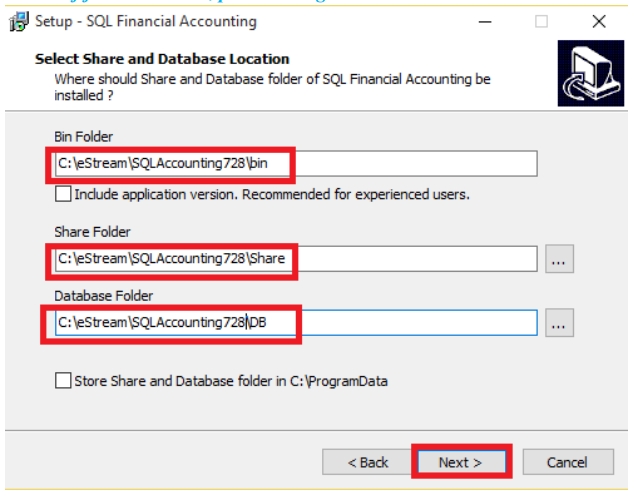 Setup - SQL Financial Accounting
Select Share and Database Location
Where should Share and Database folder of SQL Financial Accounting be
installed ?
Bin Folder
C:\eStream\SQLAccounting728\bin
Include application version. Recommended for experienced users.
Share Folder
C:\eStream\SQLAccounting728\Share
...
Database Folder
C:\eStream\SQLAccounting728\DB
...
Store Share and Database folder in C:\ProgramData
< Back Next > Cancel